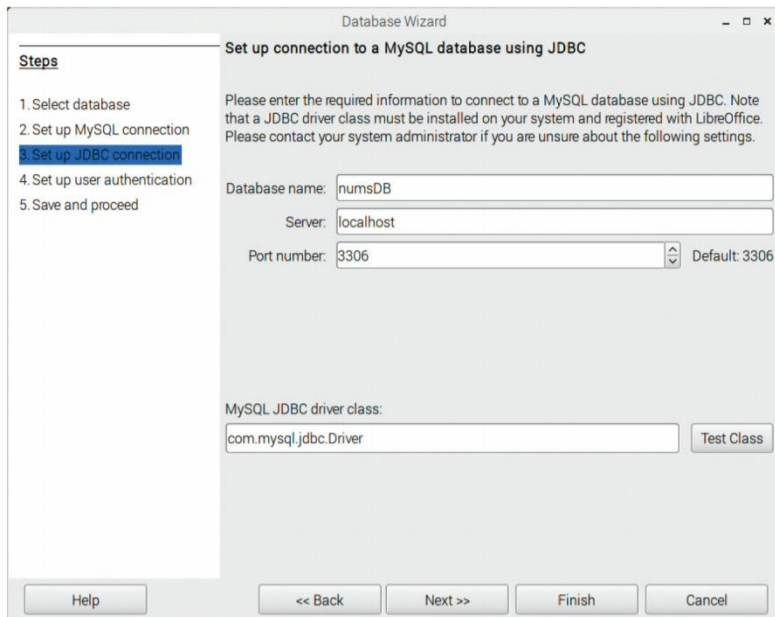 Database Wizard
Steps
1. Select database
2. Set up MySQL connection
3. Set up JDBC connection
4. Set up user authentication
5. Save and proceed
Set up connection to a MySQL database using JDBC
Please enter the required information to connect to a MySQL database using JDBC. Note
that a JDBC driver class must be installed on your system and registered with LibreOffice.
Please contact your system administrator if you are unsure about the following settings.
Database name: numsDB
Server: localhost
Port number: 3306 Default: 3306
MySQL JDBC driver class:
com.mysql.jdbc.Driver Test Class
Help << Back Next >> Finish Cancel